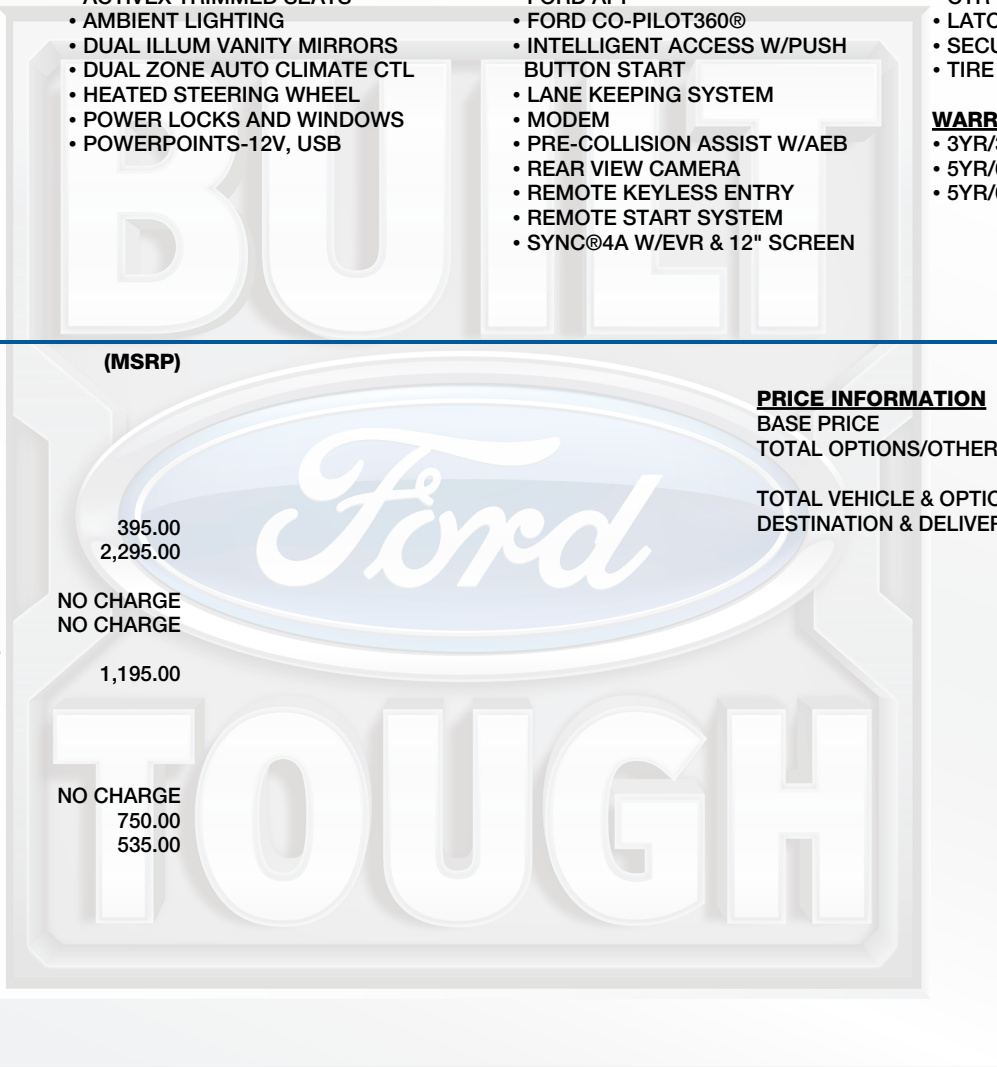 • AMBIENT LIGHTING
• DUAL ILLUM VANITY MIRRORS
• DUAL ZONE AUTO CLIMATE CTL
• HEATED STEERING WHEEL
• POWER LOCKS AND WINDOWS
• POWERPOINTS-12V, USB
• FORD CO-PILOT360®
• INTELLIGENT ACCESS W/PUSH
BUTTON START
• LANE KEEPING SYSTEM
• MODEM
• PRE-COLLISION ASSIST W/AEB
• REAR VIEW CAMERA
• REMOTE KEYLESS ENTRY
• REMOTE START SYSTEM
• SYNC®4A W/EVR & 12" SCREEN
• TIRE
BUILT
(MSRP)
395.00
2,295.00
NO CHARGE
NO CHARGE
1,195.00
NO CHARGE
750.00
535.00
Ford
TOUGH
PRICE INFORMATION
BASE PRICE
TOTAL OPTIONS/OTHER
TOTAL VEHICLE &
DESTINATION &